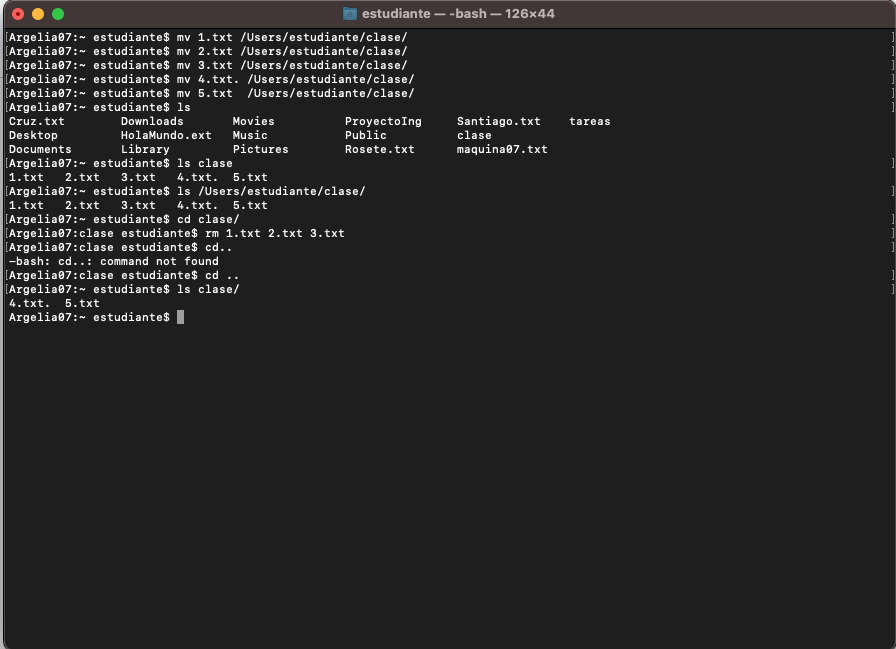 estudiante — -bash — 126×44
[Argelia07:~ estudiante$ mv 1.txt /Users/estudiante/clase/ ]
[Argelia07:~ estudiante$ mv 2.txt /Users/estudiante/clase/ ]
[Argelia07:~ estudiante$ mv 3.txt /Users/estudiante/clase/ ]
[Argelia07:~ estudiante$ mv 4.txt. /Users/estudiante/clase/ ]
[Argelia07:~ estudiante$ mv 5.txt  /Users/estudiante/clase/ ]
[Argelia07:~ estudiante$ ls ]
Cruz.txt        Downloads       Movies          ProyectoIng     Santiago.txt    tareas
Desktop         HolaMundo.ext   Music           Public          clase
Documents       Library         Pictures        Rosete.txt      maquina07.txt
[Argelia07:~ estudiante$ ls clase ]
1.txt   2.txt   3.txt   4.txt.  5.txt
[Argelia07:~ estudiante$ ls /Users/estudiante/clase/ ]
1.txt   2.txt   3.txt   4.txt.  5.txt
[Argelia07:~ estudiante$ cd clase/ ]
[Argelia07:clase estudiante$ rm 1.txt 2.txt 3.txt ]
[Argelia07:clase estudiante$ cd.. ]
-bash: cd..: command not found
[Argelia07:clase estudiante$ cd .. ]
[Argelia07:~ estudiante$ ls clase/ ]
4.txt.  5.txt
Argelia07:~ estudiante$